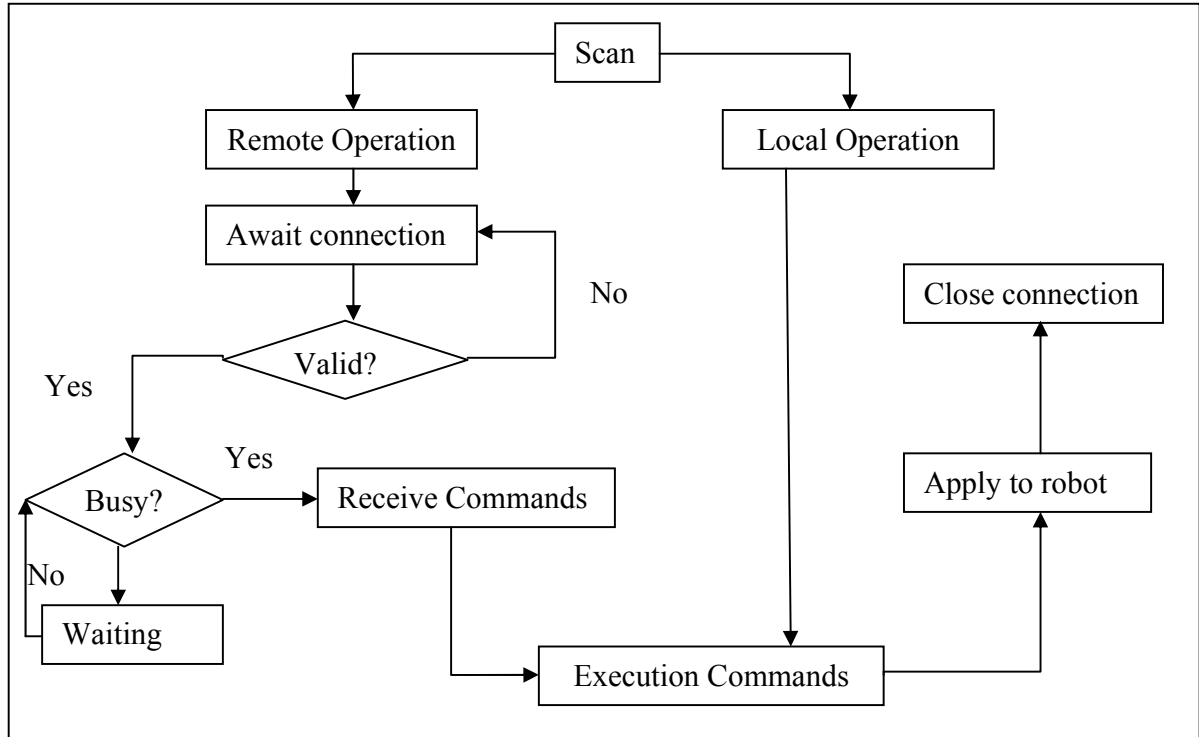 Scan
Remote Operation
Local Operation
Await connection
No
Close connection
Valid?
Yes
Yes
Busy?
Receive Commands
Apply to robot
No
Waiting
Execution Commands